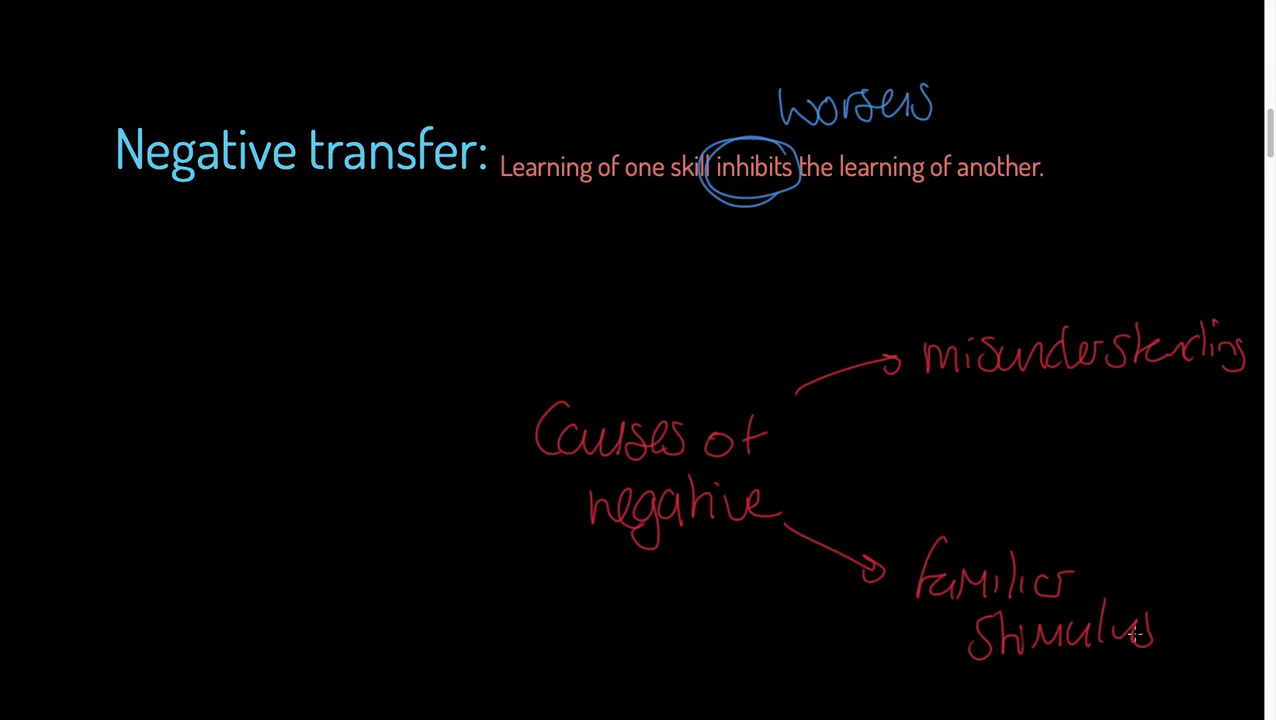 worsens
Negative transfer: Learning of one skill inhibits the learning of another.
misunderstanding
Causes of
negative
familiar
stimulus